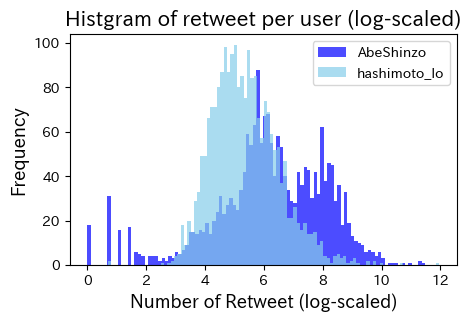 Histgram of retweet per user (log-scaled)
AbeShinzo
hashimoto_lo
Frequency
100
80
60
40
20
0
0 2 4 6 8 10 12
Number of Retweet (log-scaled)